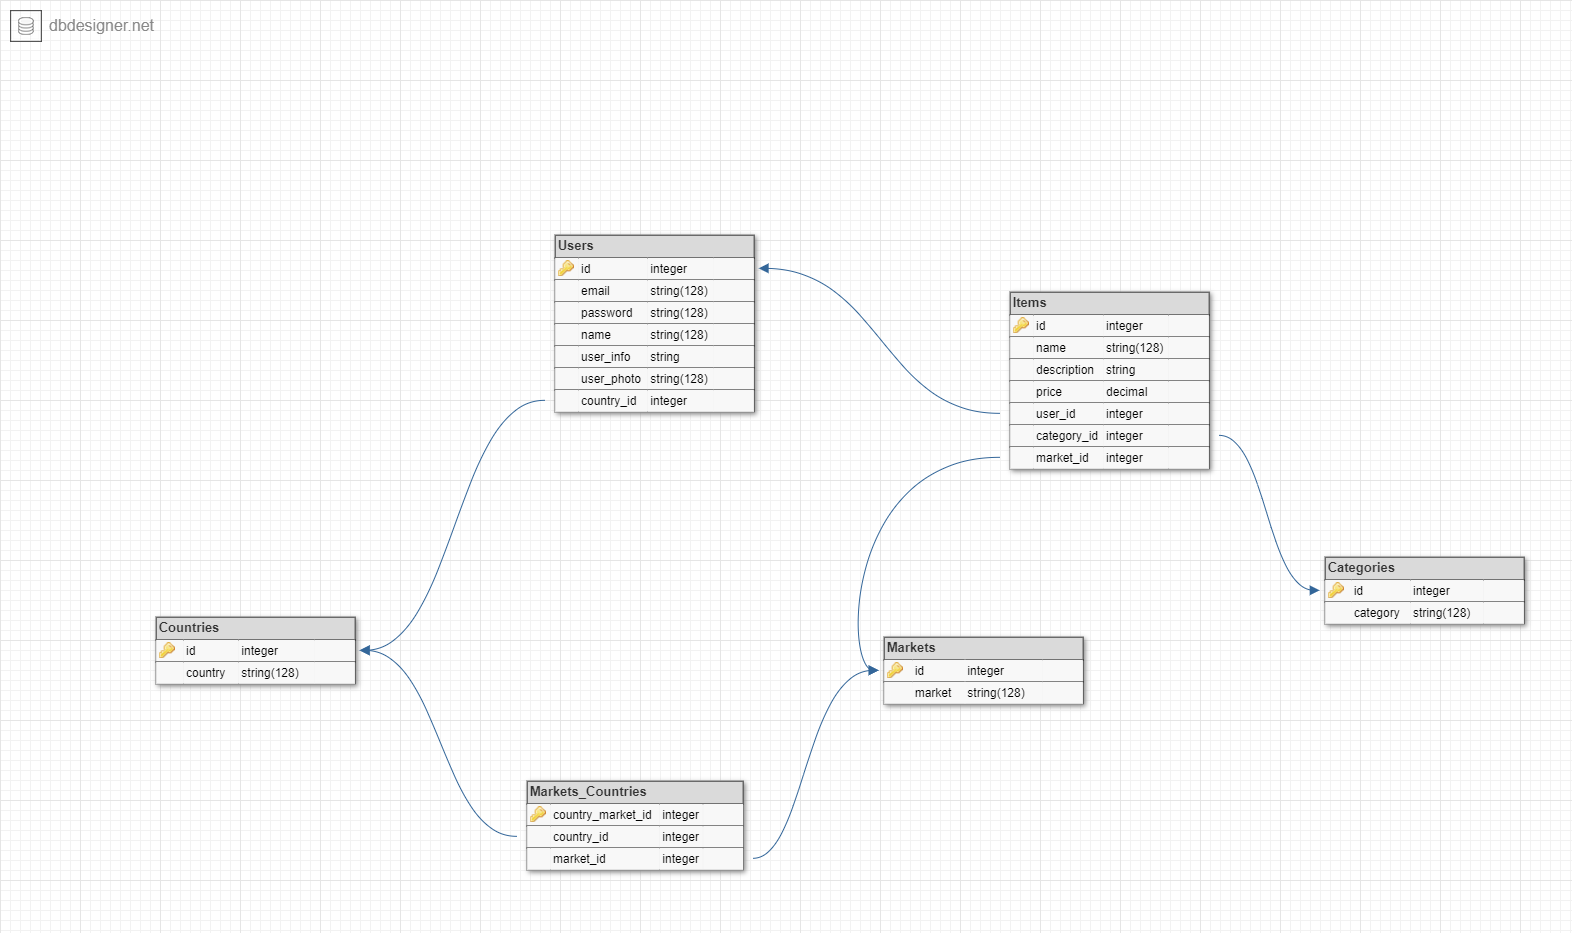 dbdesigner.net
Users
id integer
email string(128)
password string(128)
name string(128)
user_info string
user_photo string(128)
country_id integer
Items
id integer
name string(128)
description string
price decimal
user_id integer
category_id integer
market_id integer
Categories
id integer
category string(128)
Countries
id integer
country string(128)
Markets
id integer
market string(128)
Markets_Countries
country_market_id integer
country_id integer
market_id integer